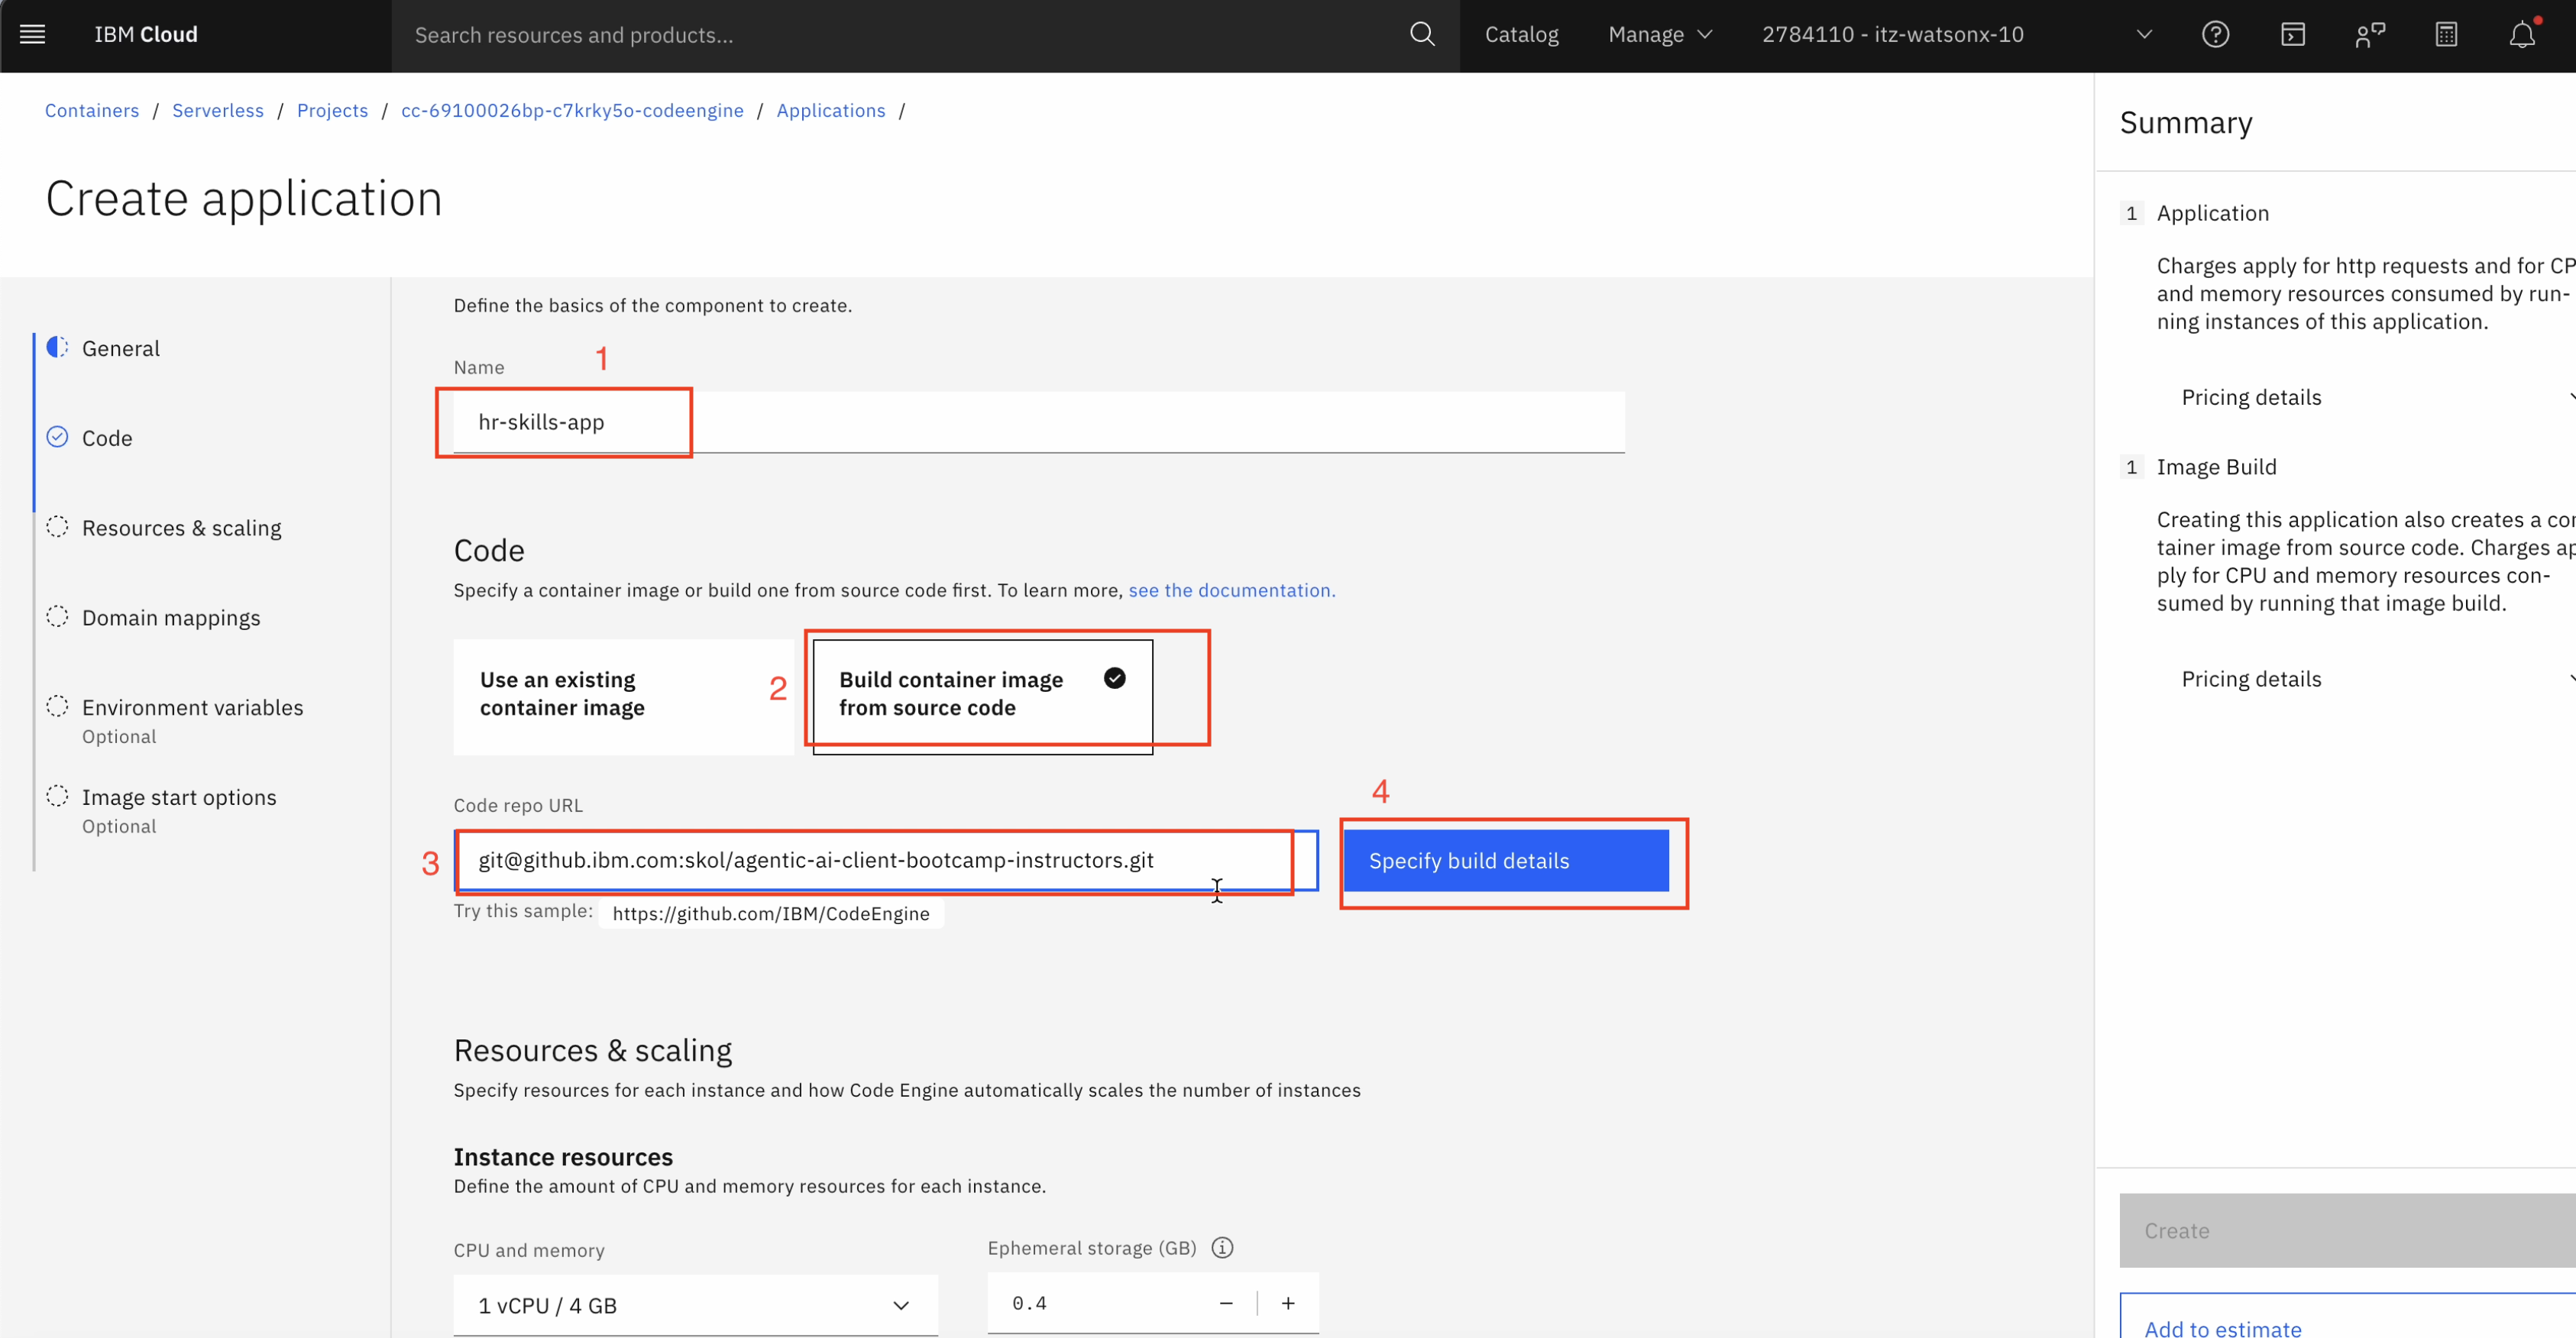 IBM Cloud
Search resources and products...
Catalog
Manage
2784110 - itz-watsonx-10
Containers / Serverless / Projects / cc-69100026bp-c7krky5o-codeengine / Applications /
Create application
General
Code
Resources & scaling
Domain mappings
Environment variables
Optional
Image start options
Optional
Define the basics of the component to create.
Name
1
hr-skills-app
Code
Specify a container image or build one from source code first. To learn more, see the documentation.
Use an existing
container image
2
Build container image
from source code
Code repo URL
4
3
git@github.ibm.com:skol/agentic-ai-client-bootcamp-instructors.git
Specify build details
Try this sample: https://github.com/IBM/CodeEngine
Resources & scaling
Specify resources for each instance and how Code Engine automatically scales the number of instances
Instance resources
Define the amount of CPU and memory resources for each instance.
CPU and memory
1 vCPU / 4 GB
Ephemeral storage (GB)
0.4
Summary
1 Application
Charges apply for http requests and for CP
and memory resources consumed by run-
ning instances of this application.
Pricing details
1 Image Build
Creating this application also creates a con
tainer image from source code. Charges ap
ply for CPU and memory resources con-
sumed by running that image build.
Pricing details
Create
Add to estimate